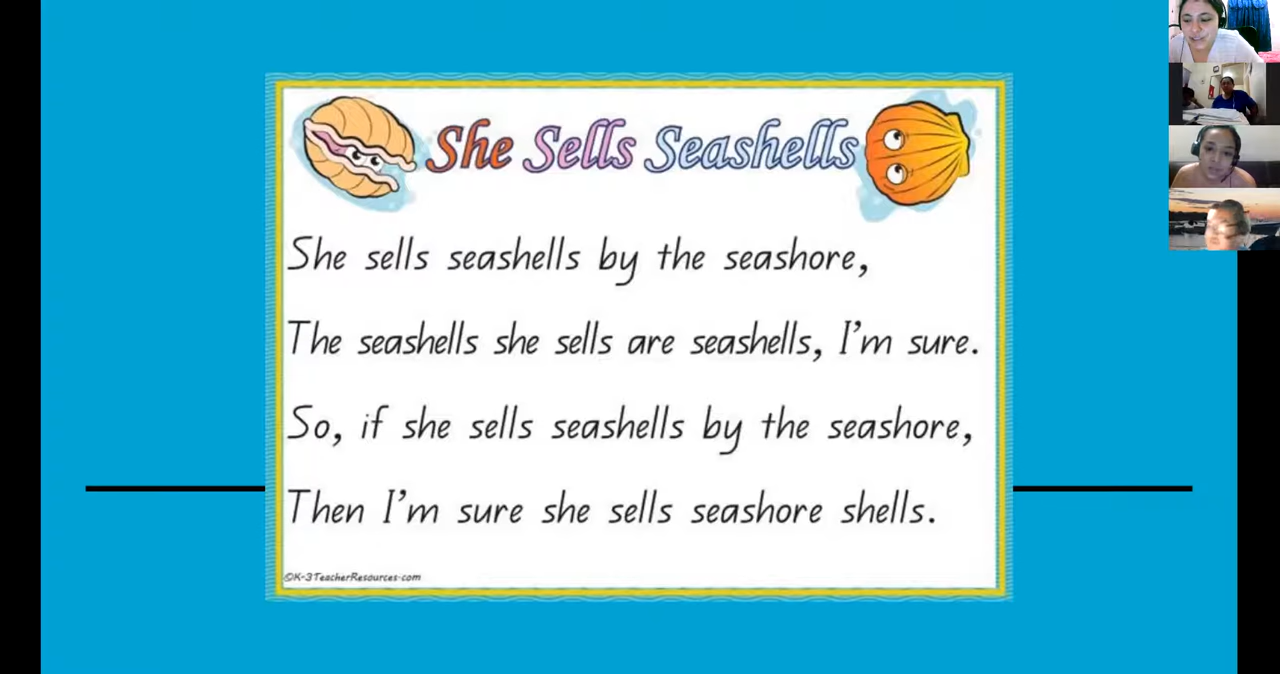 She Sells Seashells
She sells seashells by the seashore,
The seashells she sells are seashells, I'm sure.
So, if she sells seashells by the seashore,
Then I'm sure she sells seashore shells.
©K-3TeacherResources.com